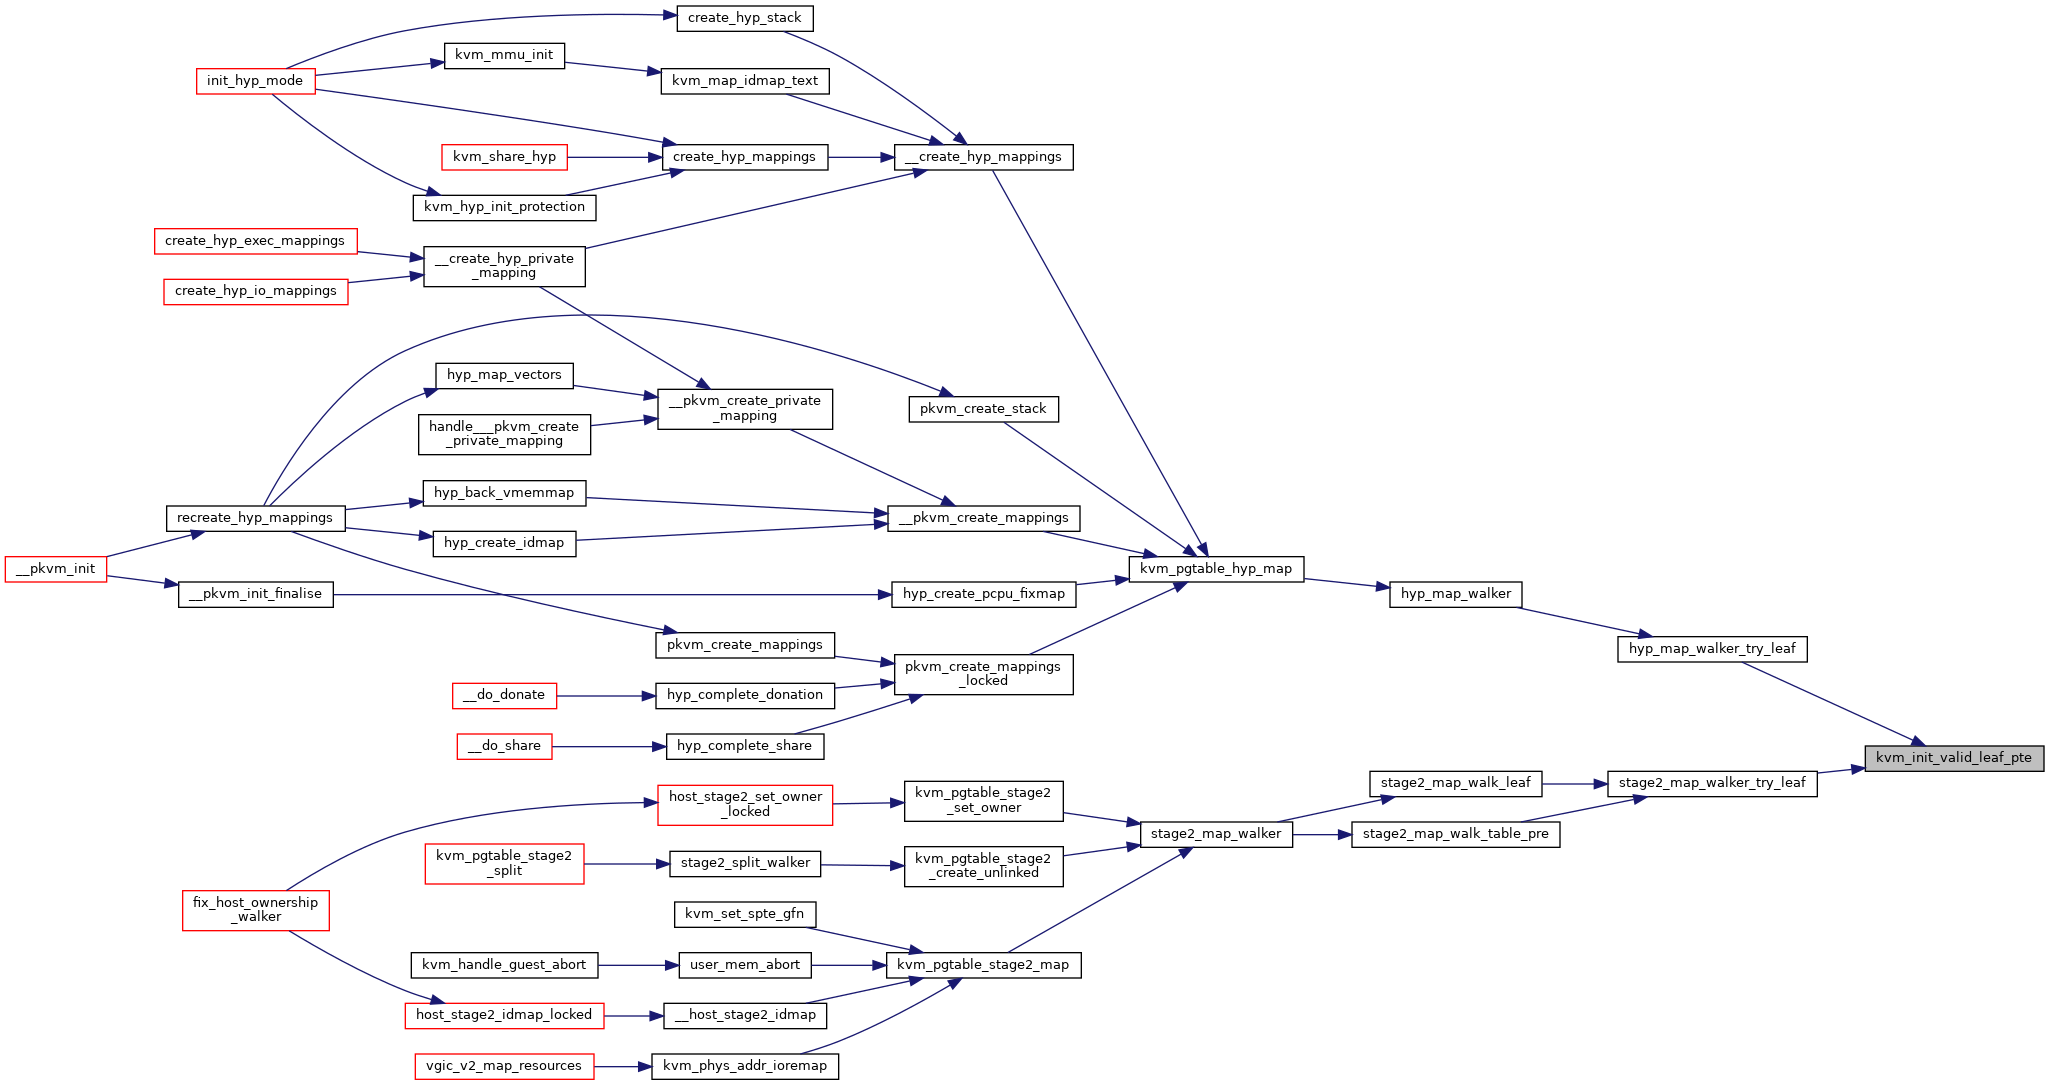 create_hyp_stack
kvm_mmu_init
init_hyp_mode
kvm_map_idmap_text
kvm_share_hyp
create_hyp_mappings
__create_hyp_mappings
kvm_hyp_init_protection
create_hyp_exec_mappings
__create_hyp_private
_mapping
create_hyp_io_mappings
hyp_map_vectors
__pkvm_create_private
_mapping
pkvm_create_stack
handle___pkvm_create
_private_mapping
hyp_back_vmemmap
recreate_hyp_mappings
__pkvm_create_mappings
hyp_create_idmap
__pkvm_init
kvm_pgtable_hyp_map
__pkvm_init_finalise
hyp_create_pcpu_fixmap
hyp_map_walker
pkvm_create_mappings
hyp_map_walker_try_leaf
pkvm_create_mappings
_locked
__do_donate
hyp_complete_donation
__do_share
hyp_complete_share
kvm_init_valid_leaf_pte
stage2_map_walk_leaf
stage2_map_walker_try_leaf
host_stage2_set_owner
_locked
kvm_pgtable_stage2
_set_owner
stage2_map_walker
stage2_map_walk_table_pre
kvm_pgtable_stage2
_split
stage2_split_walker
kvm_pgtable_stage2
_create_unlinked
fix_host_ownership
_walker
kvm_set_spte_gfn
kvm_handle_guest_abort
user_mem_abort
kvm_pgtable_stage2_map
host_stage2_idmap_locked
__host_stage2_idmap
vgic_v2_map_resources
kvm_phys_addr_ioremap